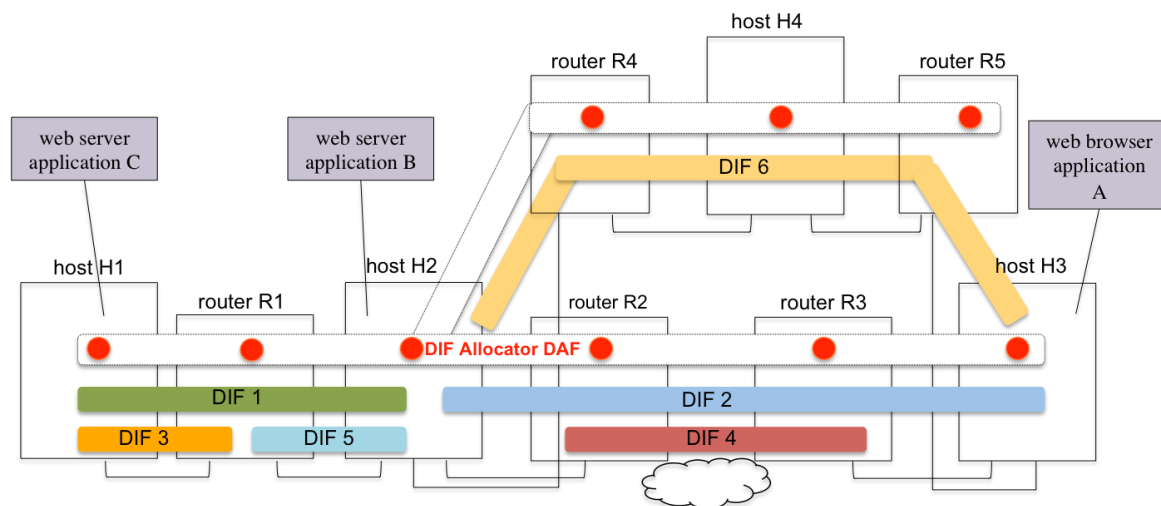 host H4
router R4
router R5
web server
application C
web server
application B
web browser
application
A
DIF 6
host H1
host H2
host H3
router R1
router R2
router R3
DIF Allocator DAF
DIF 1
DIF 2
DIF 3
DIF 5
DIF 4